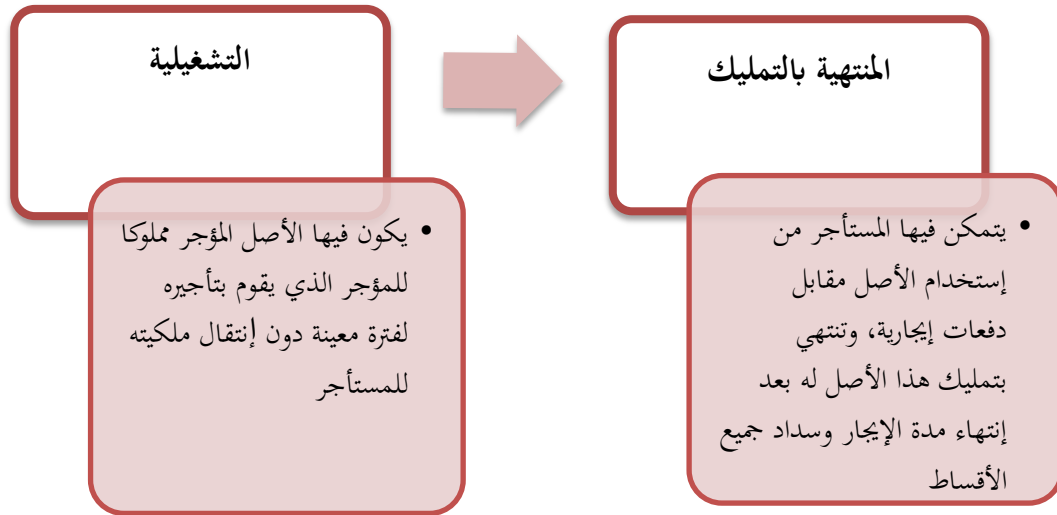 المنتهية بالتمليك
• يتمكن فيها المستأجر من
إستخدام الأصل مقابل
دفعات إيجارية، وتنتهي
بتمليك هذا الأصل له بعد
إنتهاء مدة الإيجار وسداد جميع
الأقساط
التشغيلية
• يكون فيها الأصل المؤجر مملوكا
للمؤجر الذي يقوم بتأجيره
لفترة معينة دون إنتقال ملكيته
للمستأجر